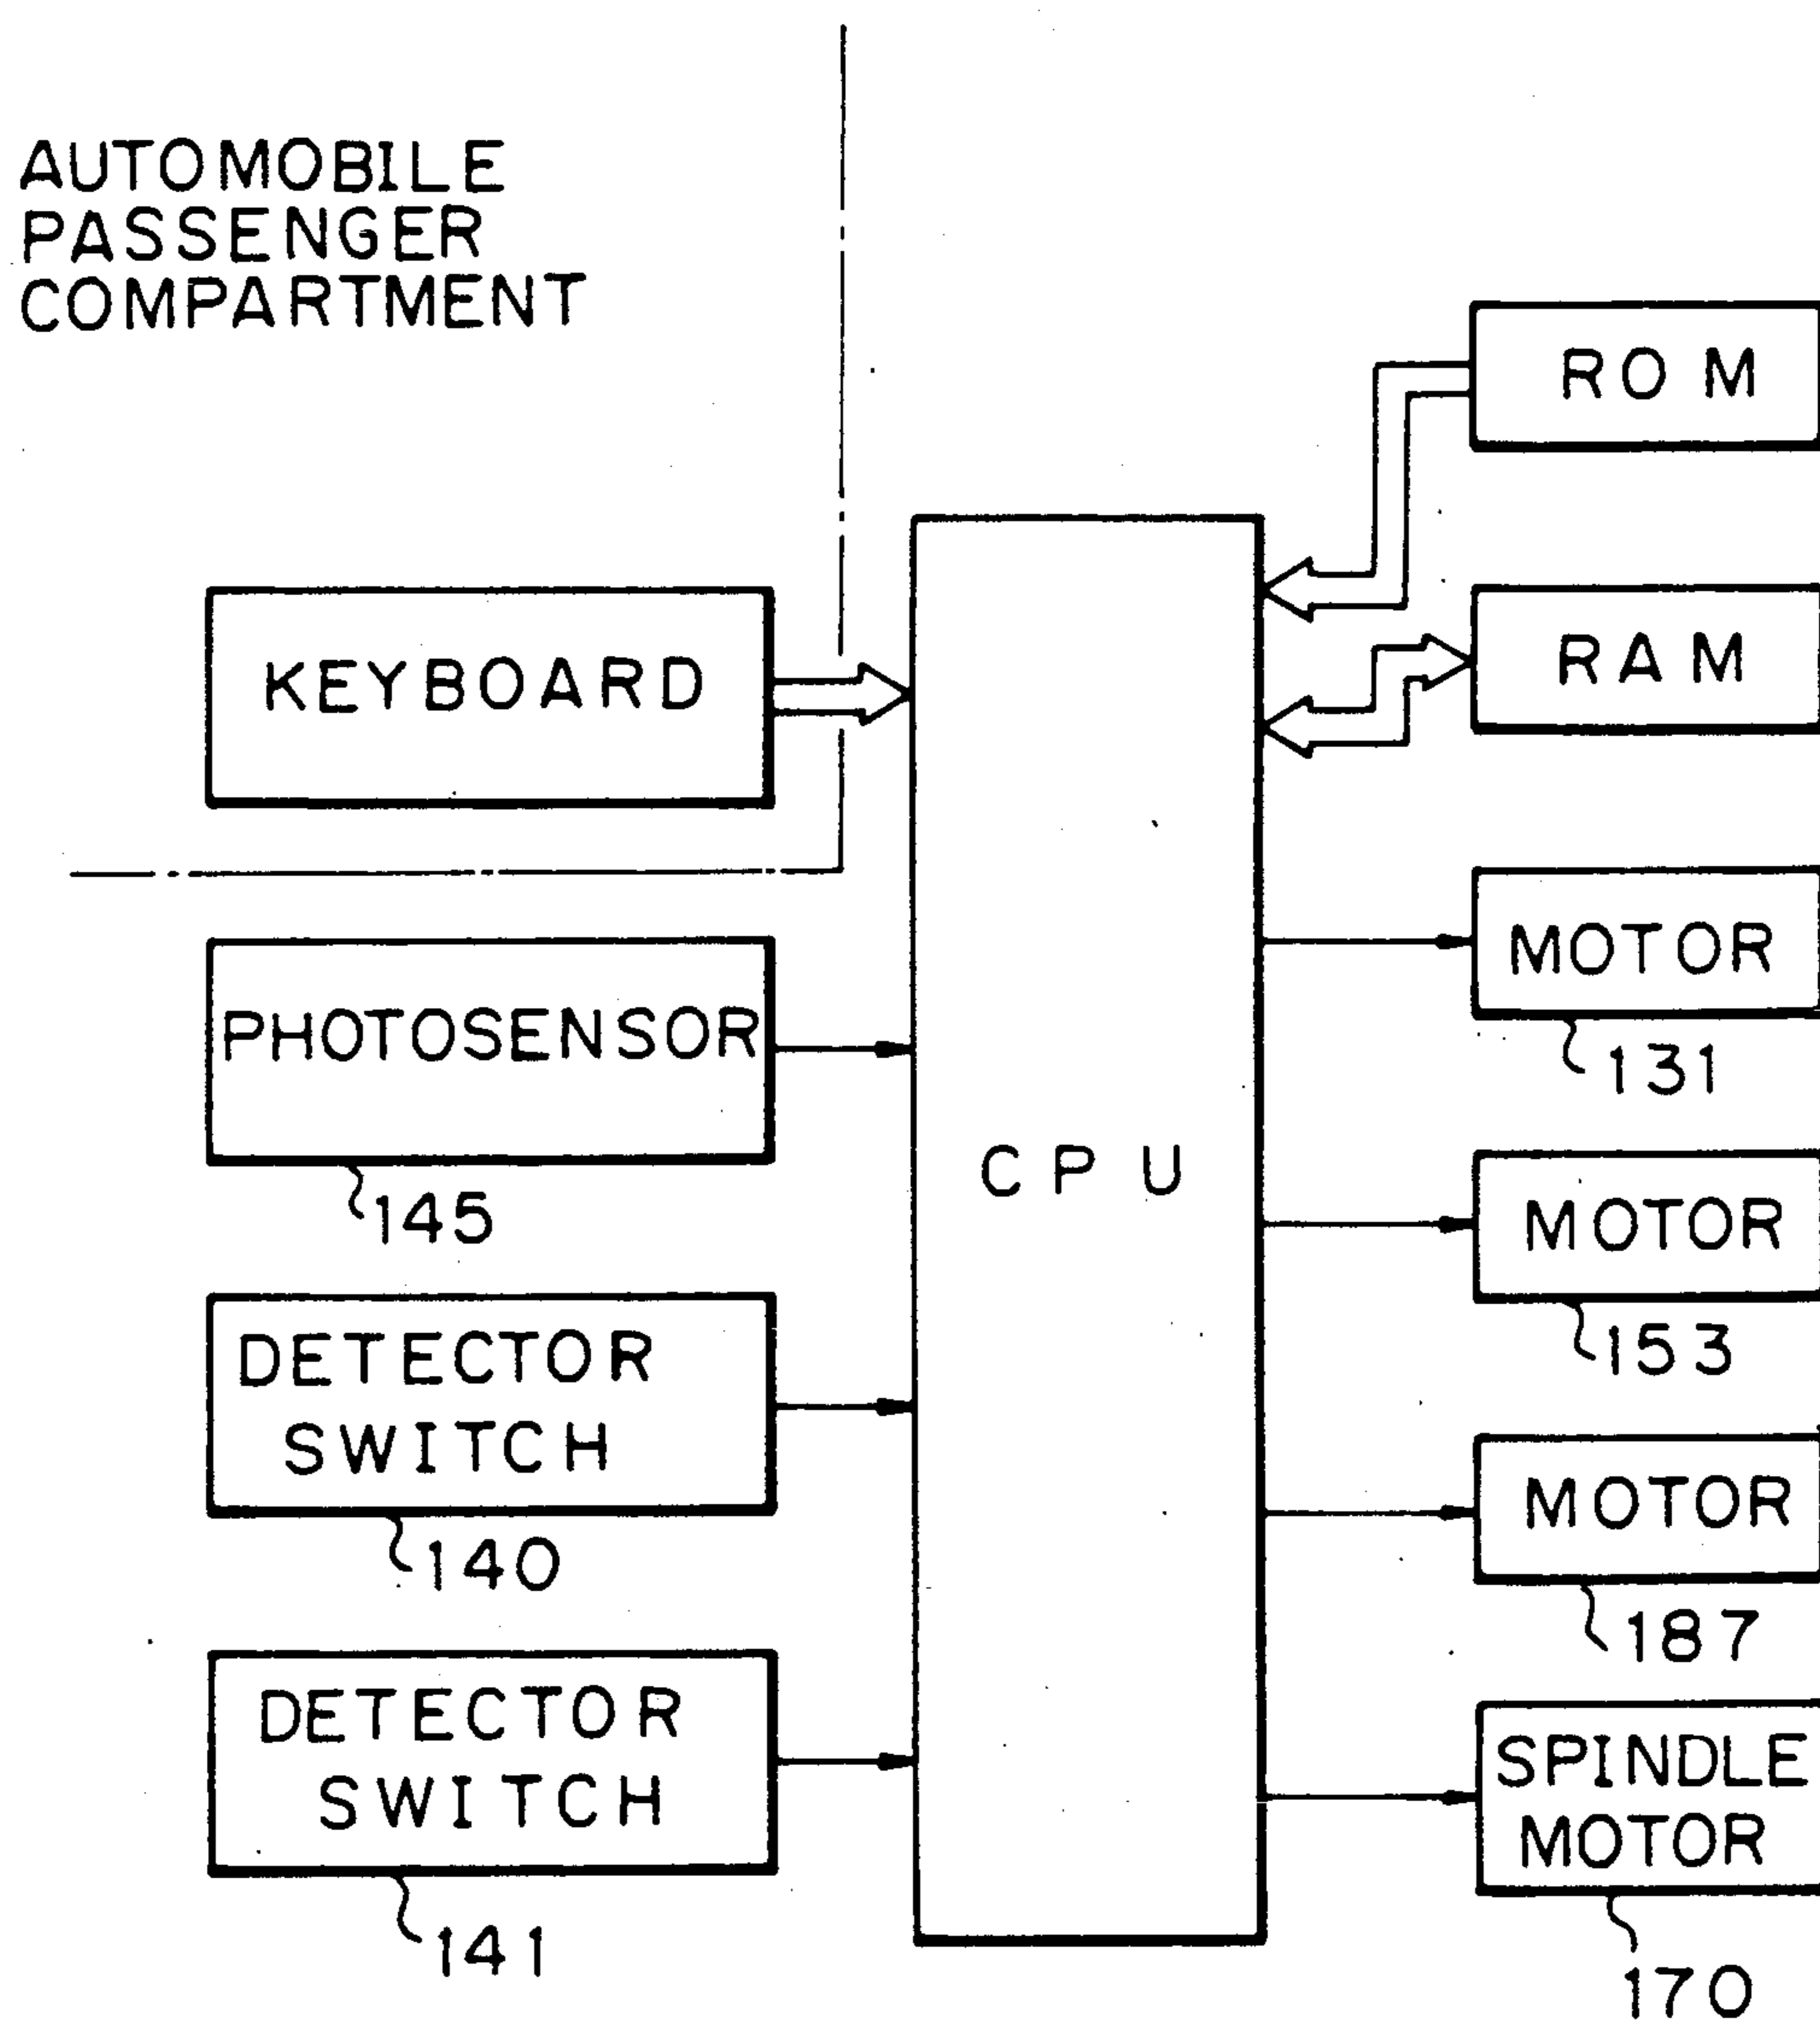 AUTOMOBILE
PASSENGER
COMPARTMENT
KEYBOARD
PHOTOSENSOR
145
DETECTOR
SWITCH
140
DETECTOR
SWITCH
141
CPU
ROM
RAM
MOTOR
131
MOTOR
153
MOTOR
187
SPINDLE
MOTOR
170